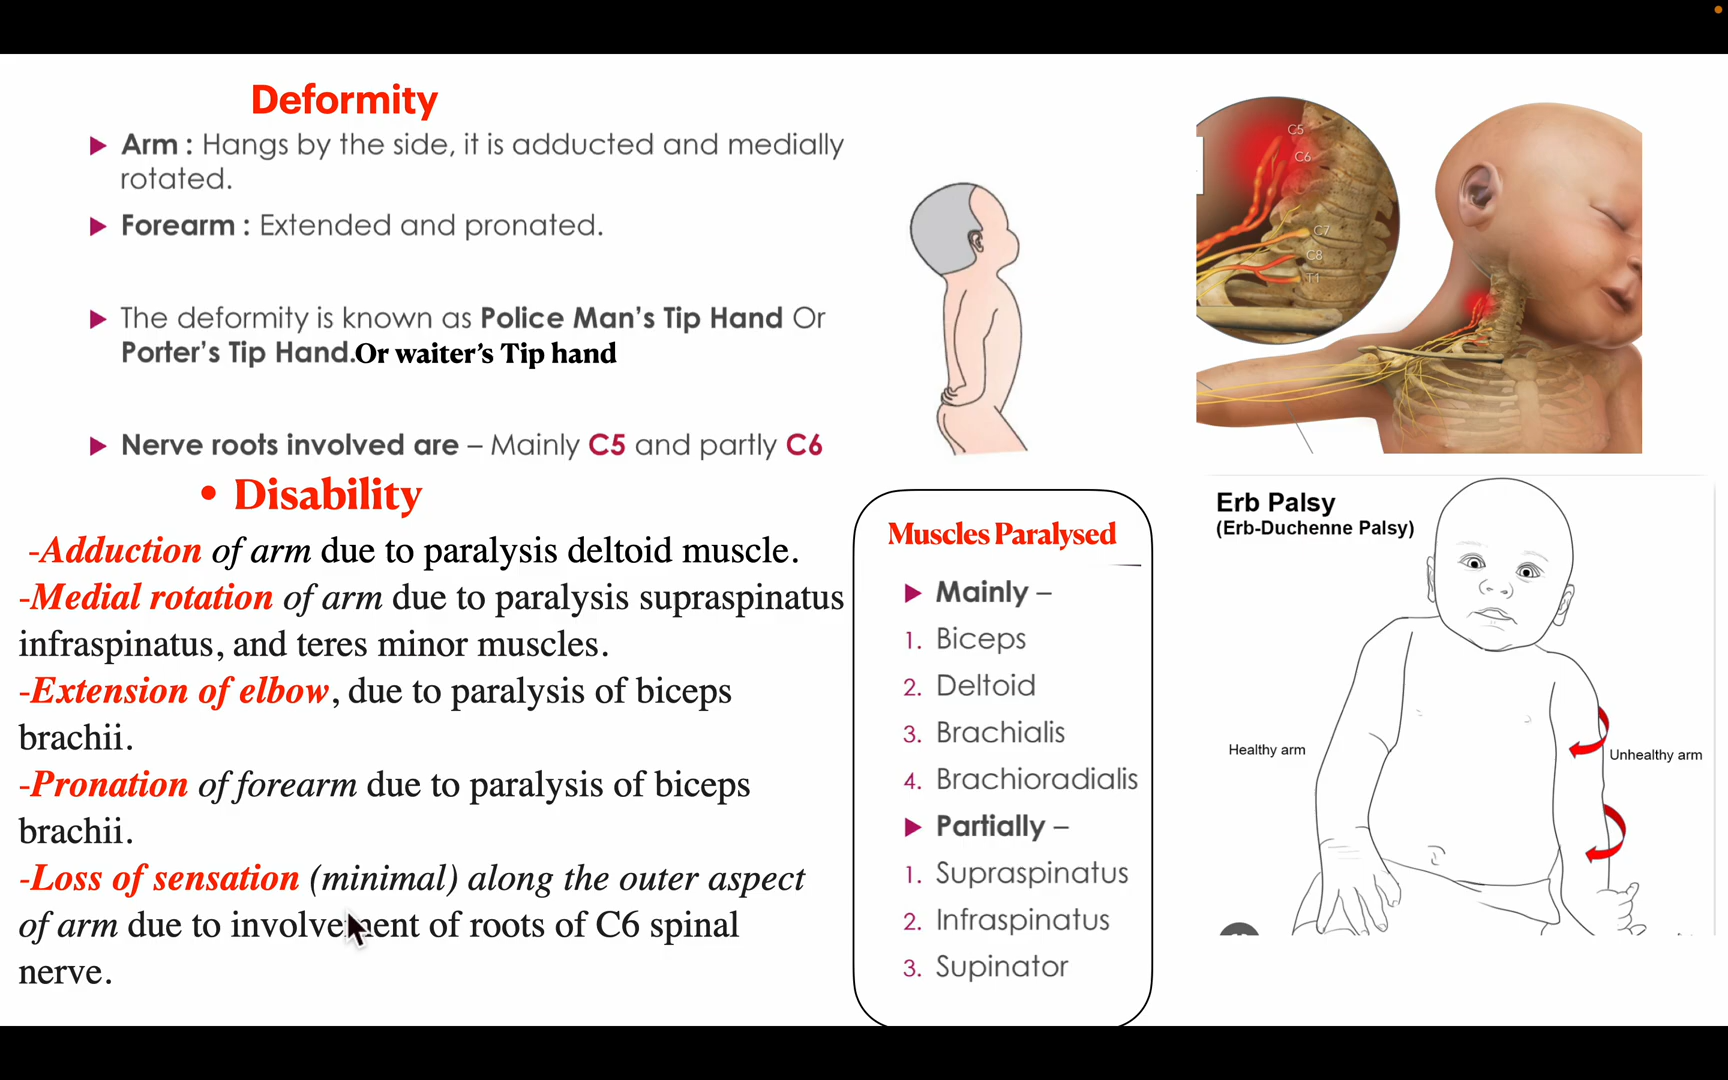 Deformity
▶ Arm : Hangs by the side, it is adducted and medially
rotated.
▶ Forearm : Extended and pronated.
▶ The deformity is known as Police Man's Tip Hand Or
Porter's Tip Hand.Or waiter's Tip hand
▶ Nerve roots involved are – Mainly C5 and partly C6
• Disability
-Adduction of arm due to paralysis deltoid muscle.
-Medial rotation of arm due to paralysis supraspinatus
infraspinatus, and teres minor muscles.
-Extension of elbow, due to paralysis of biceps
brachii.
-Pronation of forearm due to paralysis of biceps
brachii.
-Loss of sensation (minimal) along the outer aspect
of arm due to involvement of roots of C6 spinal
nerve.
Muscles Paralysed
▶ Mainly –
1. Biceps
2. Deltoid
3. Brachialis
4. Brachioradialis
▶ Partially –
1. Supraspinatus
2. Infraspinatus
3. Supinator
C5
C6
C7
C8
T1
Erb Palsy
(Erb-Duchenne Palsy)
Healthy arm
Unhealthy arm